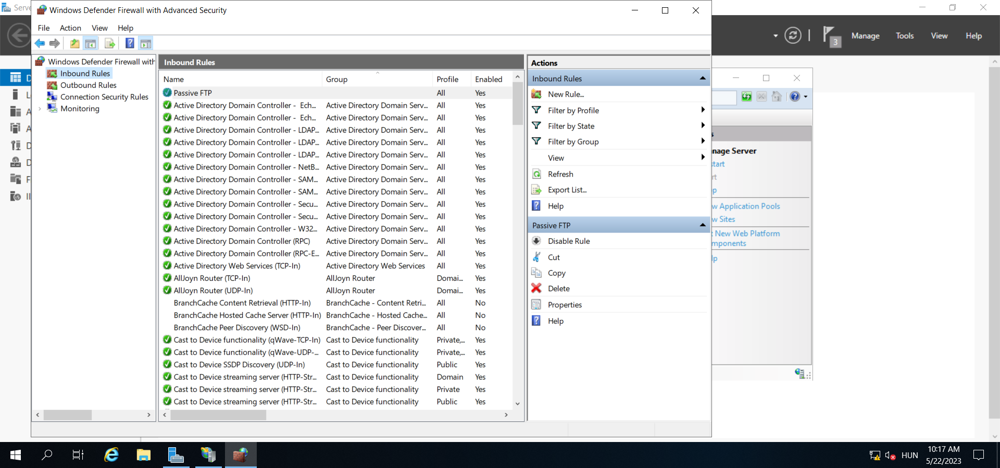 Serve
Windows Defender Firewall with Advanced Security
File Action View Help
3
Manage Tools View Help
Windows Defender Firewall with
Inbound Rules
Outbound Rules
Connection Security Rules
Monitoring
Inbound Rules
Name Group Profile Enabled
Passive FTP All Yes
Active Directory Domain Controller - Ech... Active Directory Domain Serv... All Yes
Active Directory Domain Controller - Ech... Active Directory Domain Serv... All Yes
Active Directory Domain Controller - LDAP... Active Directory Domain Serv... All Yes
Active Directory Domain Controller - LDAP... Active Directory Domain Serv... All Yes
Active Directory Domain Controller - LDAP... Active Directory Domain Serv... All Yes
Active Directory Domain Controller - NetB... Active Directory Domain Serv... All Yes
Active Directory Domain Controller - SAM... Active Directory Domain Serv... All Yes
Active Directory Domain Controller - SAM... Active Directory Domain Serv... All Yes
Active Directory Domain Controller - Secu... Active Directory Domain Serv... All Yes
Active Directory Domain Controller - Secu... Active Directory Domain Serv... All Yes
Active Directory Domain Controller - W32... Active Directory Domain Serv... All Yes
Active Directory Domain Controller (RPC) Active Directory Domain Serv... All Yes
Active Directory Domain Controller (RPC-E... Active Directory Domain Serv... All Yes
Active Directory Web Services (TCP-In) Active Directory Web Services All Yes
AllJoyn Router (TCP-In) AllJoyn Router Domai... Yes
AllJoyn Router (UDP-In) AllJoyn Router Domai... Yes
BranchCache Content Retrieval (HTTP-In) BranchCache - Content Retri... All No
BranchCache Hosted Cache Server (HTTP-In) BranchCache - Hosted Cache... All No
BranchCache Peer Discovery (WSD-In) BranchCache - Peer Discover... All No
Cast to Device functionality (qWave-TCP-In) Cast to Device functionality Private,... Yes
Cast to Device functionality (qWave-UDP-... Cast to Device functionality Private,... Yes
Cast to Device SSDP Discovery (UDP-In) Cast to Device functionality Public Yes
Cast to Device streaming server (HTTP-Str... Cast to Device functionality Domain Yes
Cast to Device streaming server (HTTP-Str... Cast to Device functionality Private Yes
Cast to Device streaming server (HTTP-Str... Cast to Device functionality Public Yes
Actions
Inbound Rules
New Rule...
Filter by Profile
Filter by State
Filter by Group
View
Refresh
Export List...
Help
Passive FTP
Disable Rule
Cut
Copy
Delete
Properties
Help
s
nage Server
tart
rt
p
w Application Pools
w Sites
t New Web Platform
mponents
lp
HUN
10:17 AM
5/22/2023